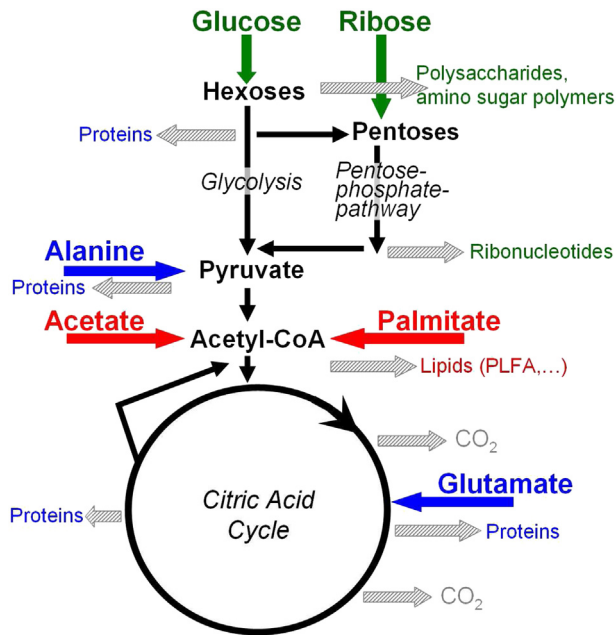 Glucose
Ribose
Hexoses
Polysaccharides,
amino sugar polymers
Proteins
Pentoses
Glycolysis
Pentose-
phosphate-
pathway
Alanine
Pyruvate
Ribonucleotides
Proteins
Acetate
Acetyl-CoA
Palmitate
Lipids (PLFA,...)
CO2
Citric Acid
Cycle
Glutamate
Proteins
Proteins
CO2